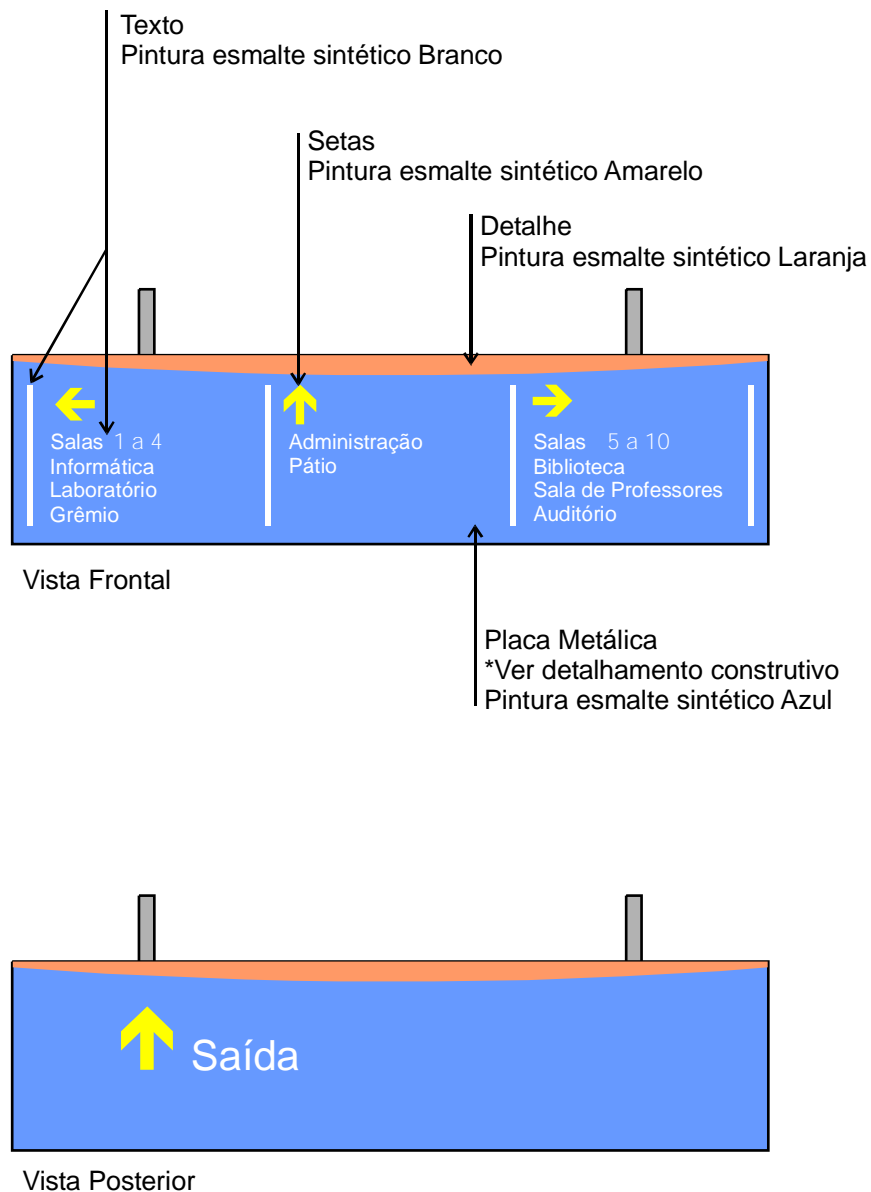 Texto
Pintura esmalte sintético Branco
Setas
Pintura esmalte sintético Amarelo
Detalhe
Pintura esmalte sintético Laranja
Salas 1 a 4
Informática
Laboratório
Grêmio
Administração
Pátio
Salas 5 a 10
Biblioteca
Sala de Professores
Auditório
Vista Frontal
Placa Metálica
*Ver detalhamento construtivo
Pintura esmalte sintético Azul
Saída
Vista Posterior